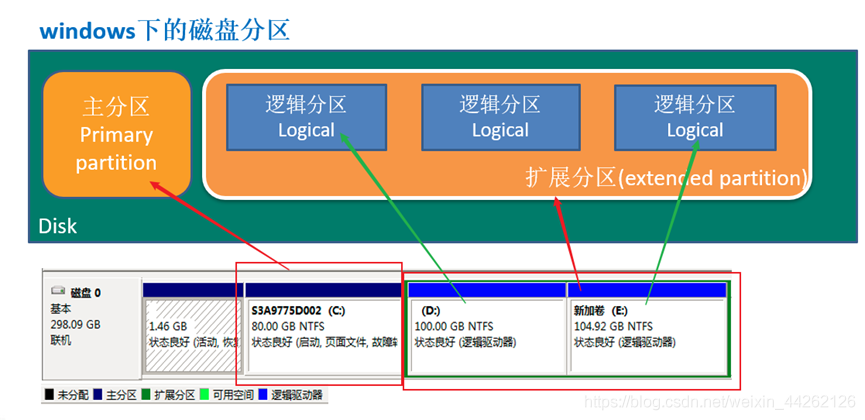 windows下的磁盘分区
主分区
Primary
partition
逻辑分区
Logical
逻辑分区
Logical
逻辑分区
Logical
扩展分区(extended partition)
Disk
磁盘 0
基本
298.09 GB
联机
1.46 GB
状态良好 (活动, 恢复
S3A9775D002 (C:)
80.00 GB NTFS
状态良好 (启动, 页面文件, 故障转
(D:)
100.00 GB NTFS
状态良好 (逻辑驱动器)
新加卷 (E:)
104.92 GB NTFS
状态良好 (逻辑驱动器)
未分配 主分区 扩展分区 可用空间 逻辑驱动器
https://blog.csdn.net/weixin_44262126